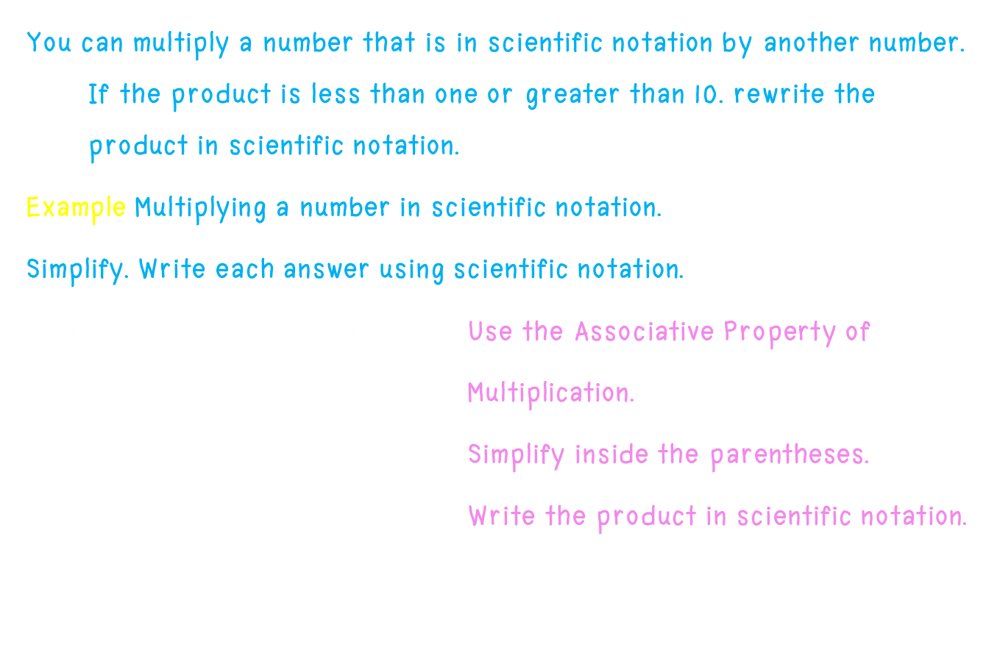 You can multiply a number that is in scientific notation by another number.
If the product is less than one or greater than 10. rewrite the
product in scientific notation.
Example Multiplying a number in scientific notation.
Simplify. Write each answer using scientific notation.
Use the Associative Property of
Multiplication.
Simplify inside the parentheses.
Write the product in scientific notation.